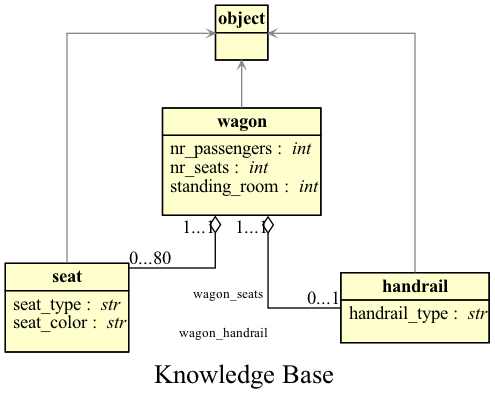 object
wagon
nr_passengers : int
nr_seats : int
standing_room : int
1...1
1...1
0...80
seat
seat_type : str
seat_color : str
wagon_seats
0...1
handrail
handrail_type : str
wagon_handrail
Knowledge Base